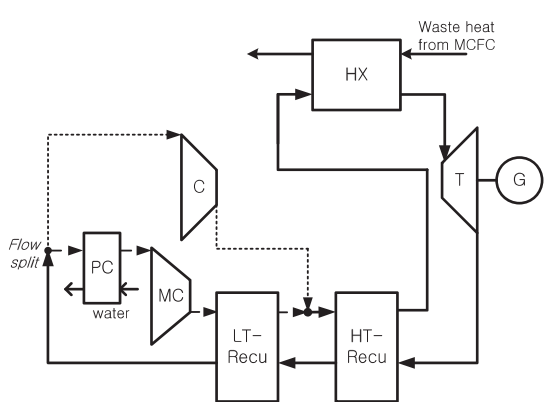 Waste heat
from MCFC
HX
T
G
C
Flow
split
PC
MC
water
LT-
Recu
HT-
Recu